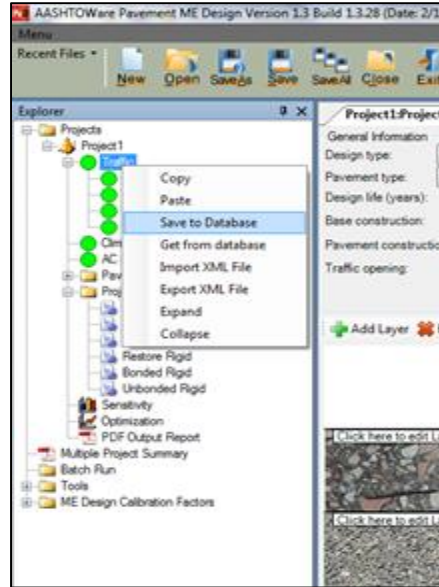 AASHTOWare Pavement ME Design Version 1.3 Build 1.3.28 (Date: 2/1
Menu
Recent Files
New Open SaveAs Save SaveAll Close Exit
Explorer
Project1:Project
Projects
General Information
Project1
Design type:
Traffic
Pavement type:
Copy
Design life (years):
Paste
Save to Database
Base construction:
Get from database
Pavement construction
Import XML File
Traffic opening:
Export XML File
Expand
Collapse
Clim
AC
Pav
Proj
Add Layer
Restore Rigid
Bonded Rigid
Unbonded Rigid
Sensitivity
Optimization
PDF Output Report
Multiple Project Summary
Batch Run
Tools
ME Design Calibration Factors
Click here to edit La
Click here to edit La